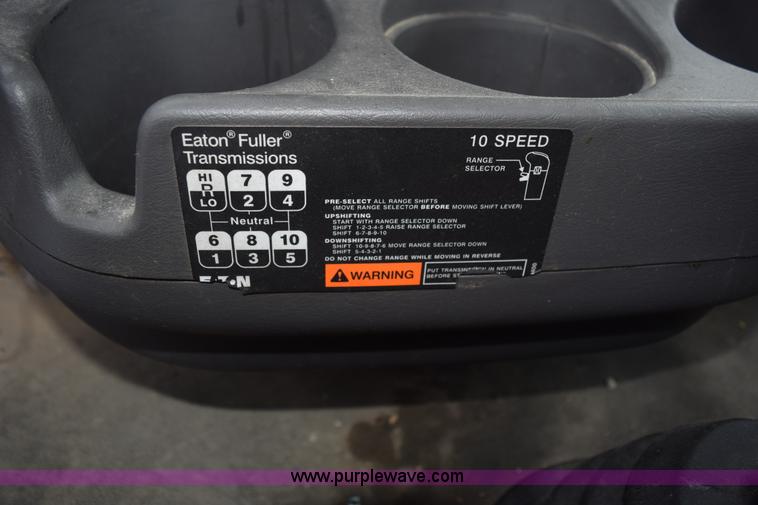 Eaton® Fuller®
Transmissions
10 SPEED
RANGE
SELECTOR
HI 7 9
R
LO 2 4
Neutral
6 8 10
1 3 5
PRE-SELECT ALL RANGE SHIFTS
(MOVE RANGE SELECTOR BEFORE MOVING SHIFT LEVER)
UPSHIFTING
START WITH RANGE SELECTOR DOWN
SHIFT 1-2-3-4-5 RAISE RANGE SELECTOR
SHIFT 6-7-8-9-10
DOWNSHIFTING
SHIFT 10-9-8-7-6 MOVE RANGE SELECTOR DOWN
SHIFT 5-4-3-2-1
DO NOT CHANGE RANGE WHILE MOVING IN REVERSE
WARNING
PUT TRANSMISSION IN NEUTRAL
BEFORE
EATON
www.purplewave.com